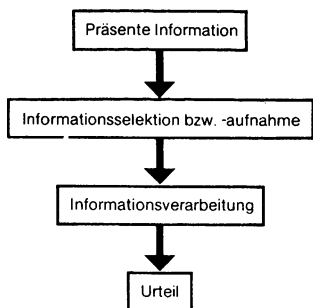 Präsente Information
Informationsselektion bzw. -aufnahme
Informationsverarbeitung
Urteil